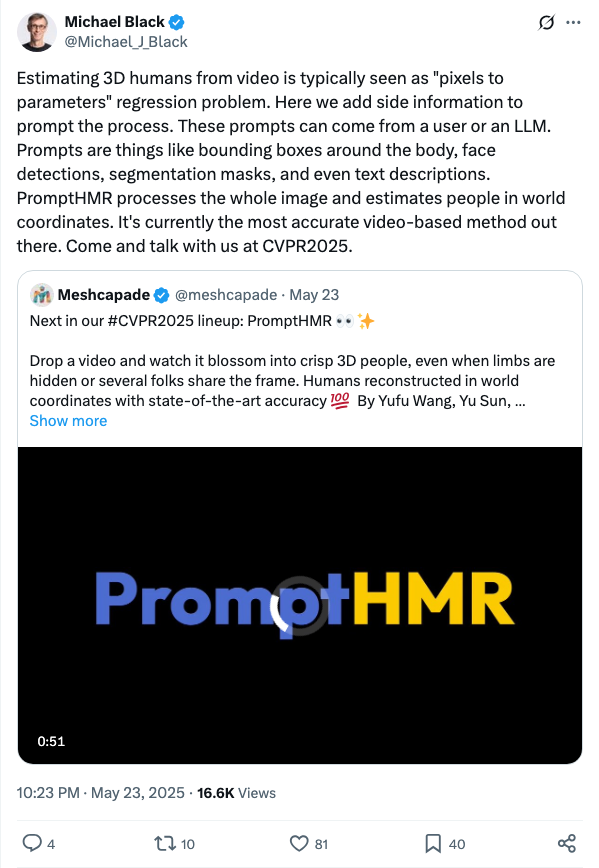 Michael Black
@Michael_J_Black
Estimating 3D humans from video is typically seen as "pixels to
parameters" regression problem. Here we add side information to
prompt the process. These prompts can come from a user or an LLM.
Prompts are things like bounding boxes around the body, face
detections, segmentation masks, and even text descriptions.
PromptHMR processes the whole image and estimates people in world
coordinates. It's currently the most accurate video-based method out
there. Come and talk with us at CVPR2025.
Meshcapade @meshcapade · May 23
Next in our #CVPR2025 lineup: PromptHMR 👀✨
Drop a video and watch it blossom into crisp 3D people, even when limbs are
hidden or several folks share the frame. Humans reconstructed in world
coordinates with state-of-the-art accuracy 💯 By Yufu Wang, Yu Sun, ...
Show more
PromptHMR
0:51
10:23 PM · May 23, 2025 · 16.6K Views
4 10 81 40